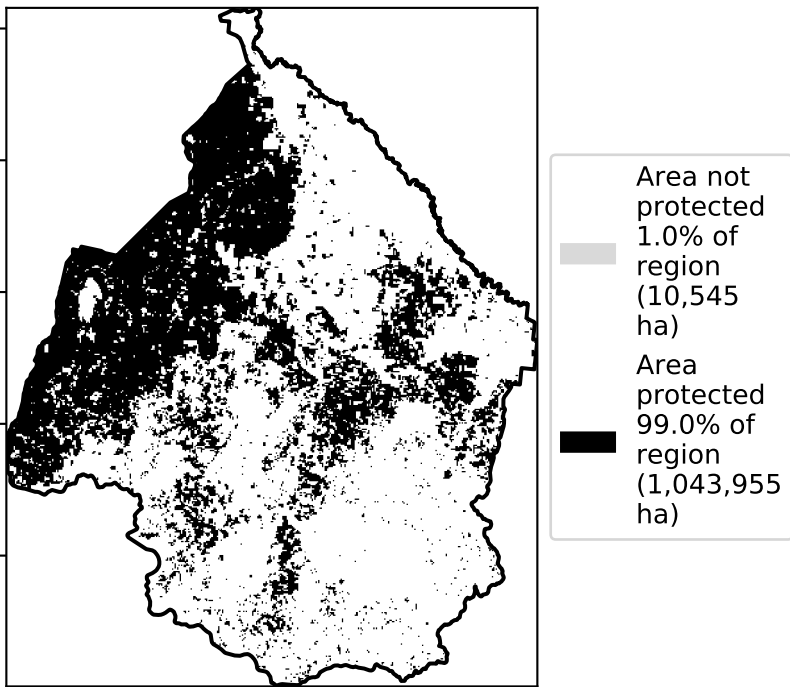 Area not
protected
1.0% of
region
(10,545
ha)
Area
protected
99.0% of
region
(1,043,955
ha)